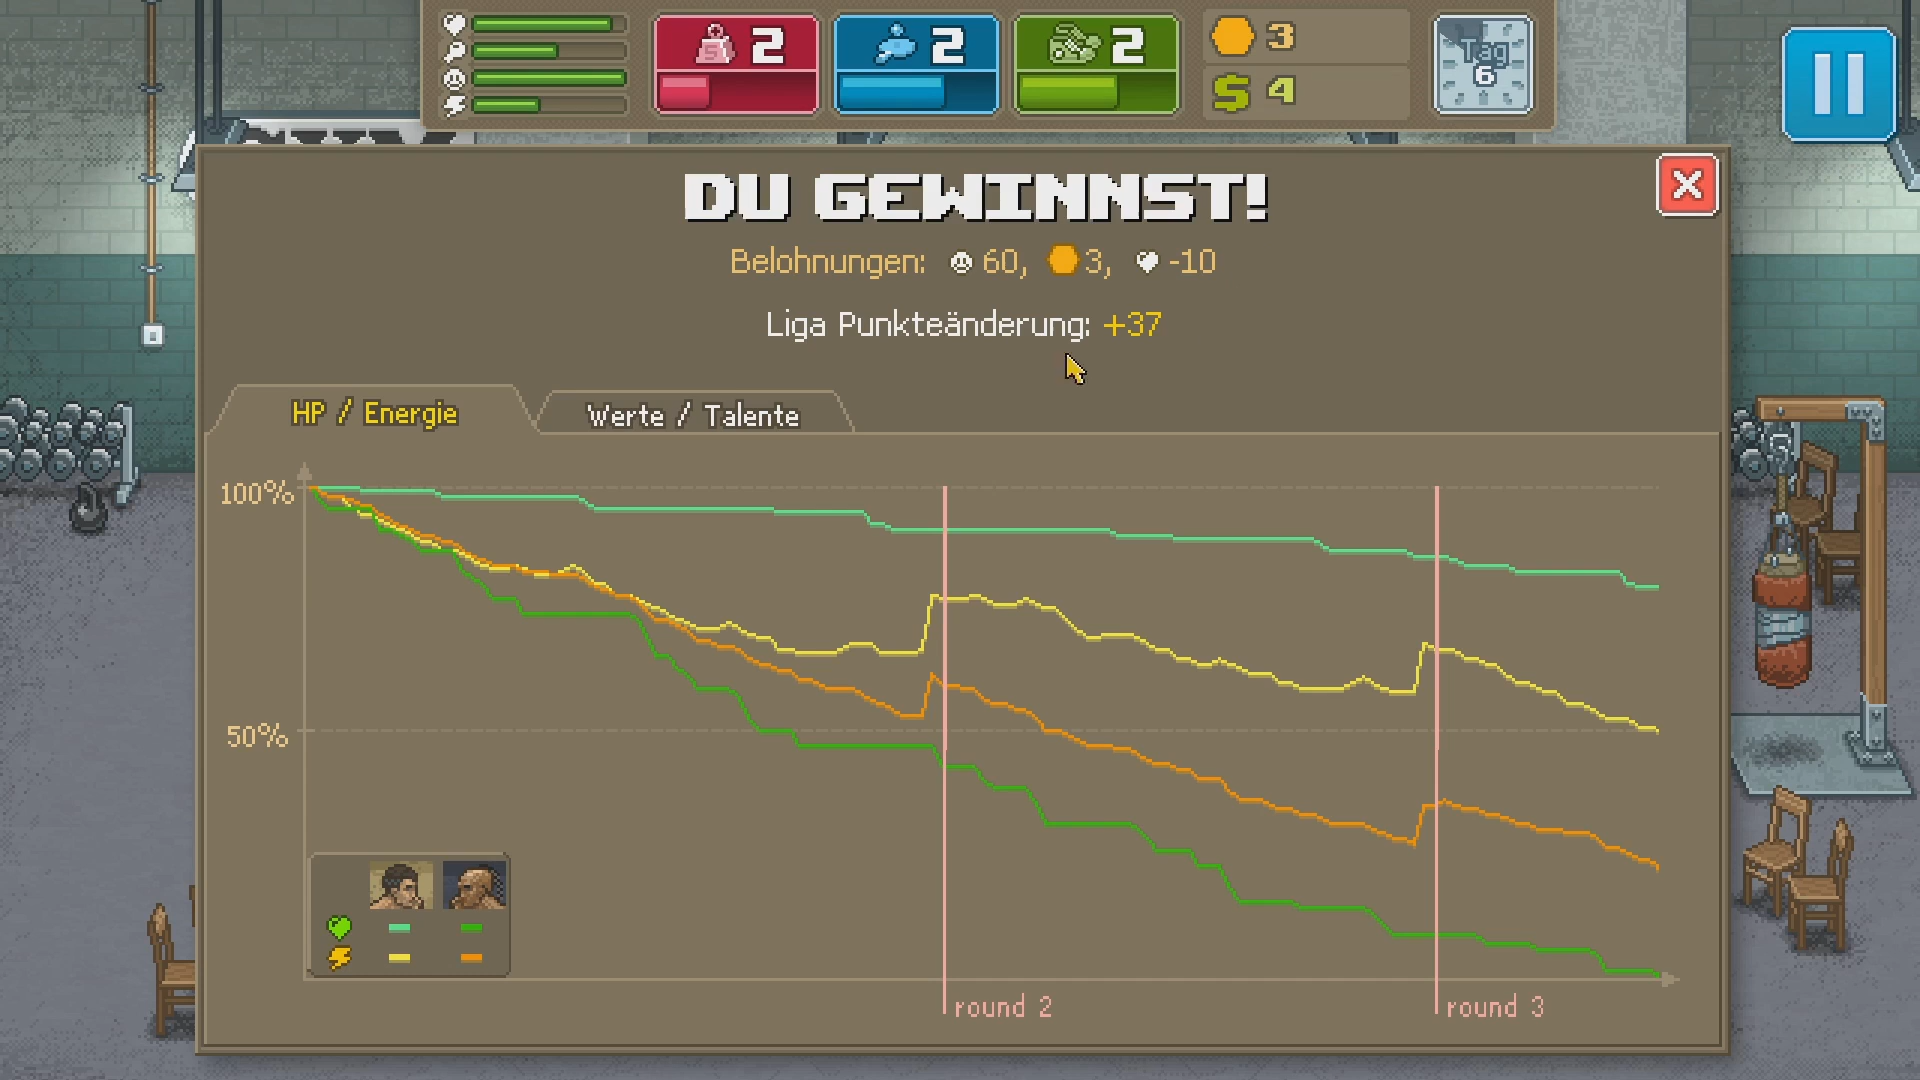 2
2
2
3
4
Tag
6
DU GEWINNST!
Belohnungen: 60, 3, -10
Liga Punkteänderung: +37
HP / Energie
Werte / Talente
100%
50%
round 2
round 3